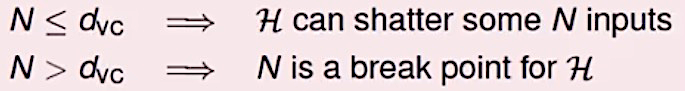 N ≤ d_VC ⟹ ℋ can shatter some N inputs
N > d_VC ⟹ N is a break point for ℋ